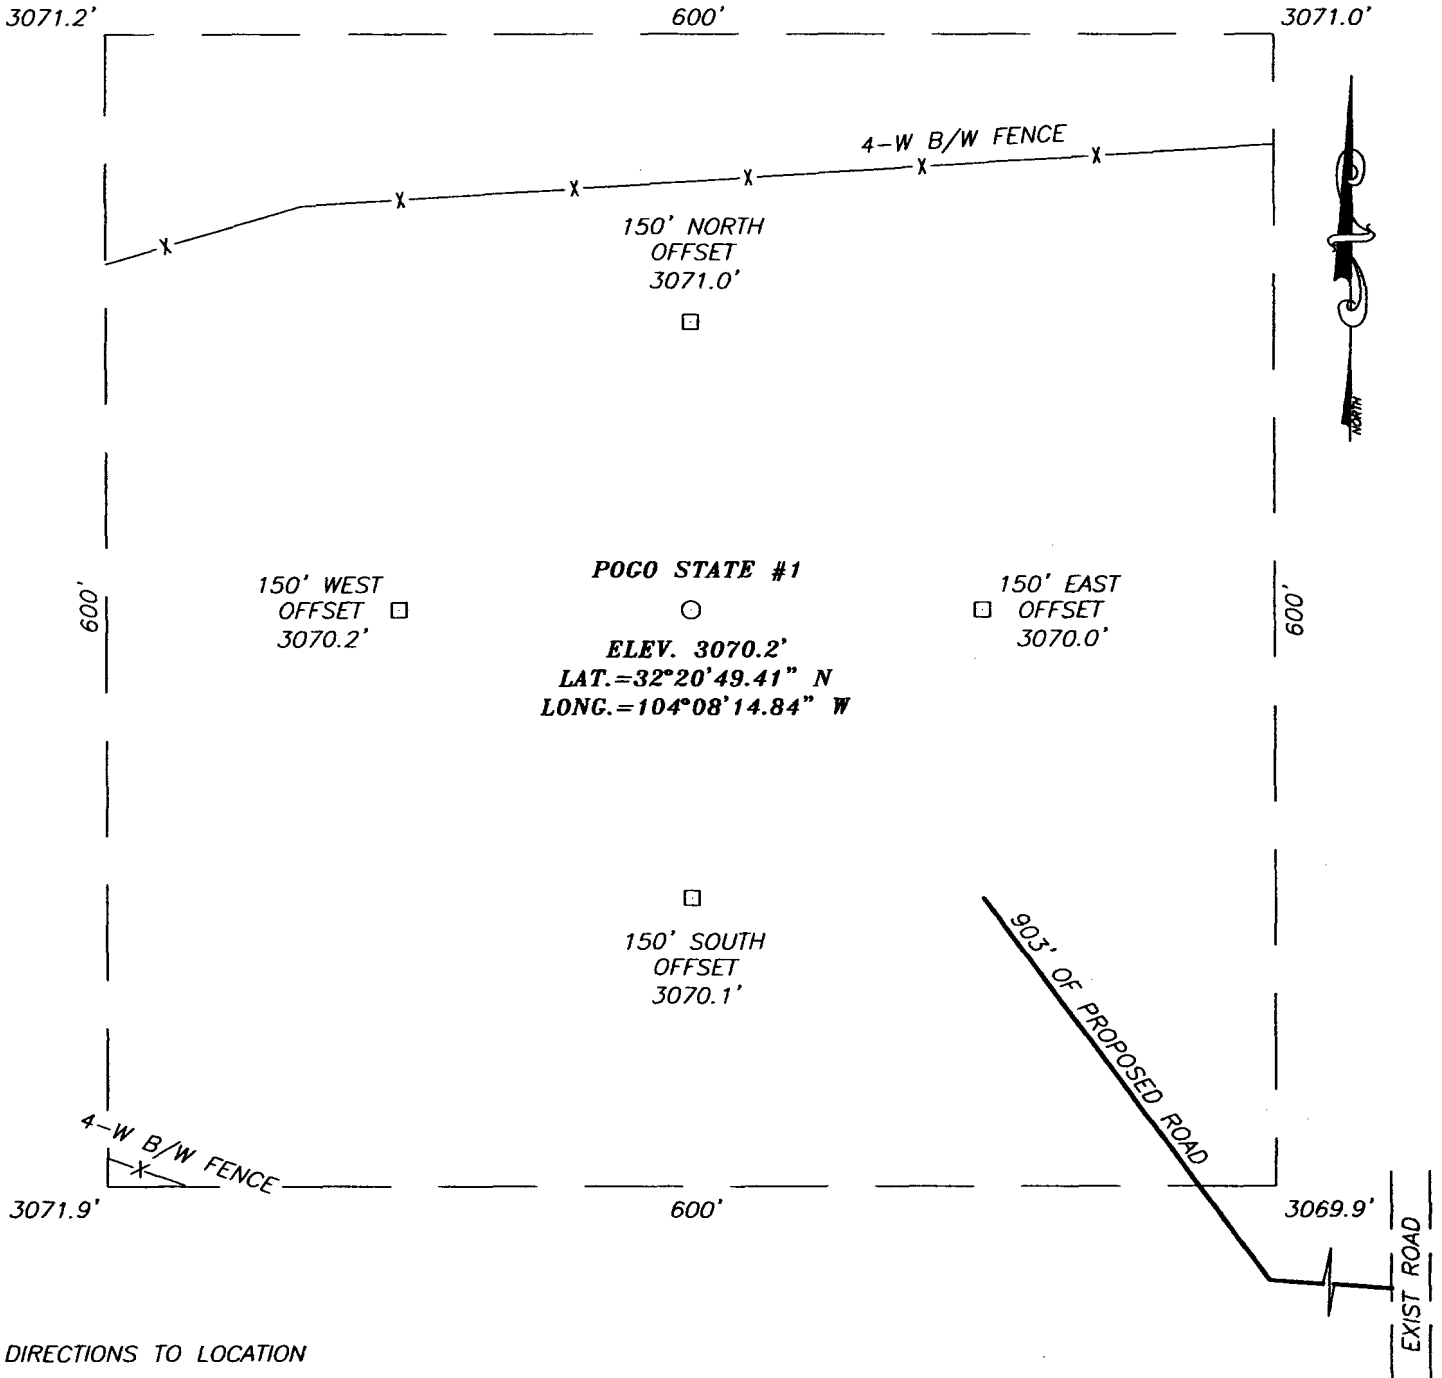 3071.2' 600' 3071.0'
4-W B/W FENCE
150' NORTH
OFFSET
3071.0'
NORTH
600'
150' WEST
OFFSET
3070.2'
POGO STATE #1
ELEV. 3070.2'
LAT.=32°20'49.41" N
LONG.=104°08'14.84" W
150' EAST
OFFSET
3070.0'
600'
150' SOUTH
OFFSET
3070.1'
903' OF PROPOSED ROAD
4-W B/W FENCE
3071.9' 600' 3069.9'
EXIST ROAD
DIRECTIONS TO LOCATION